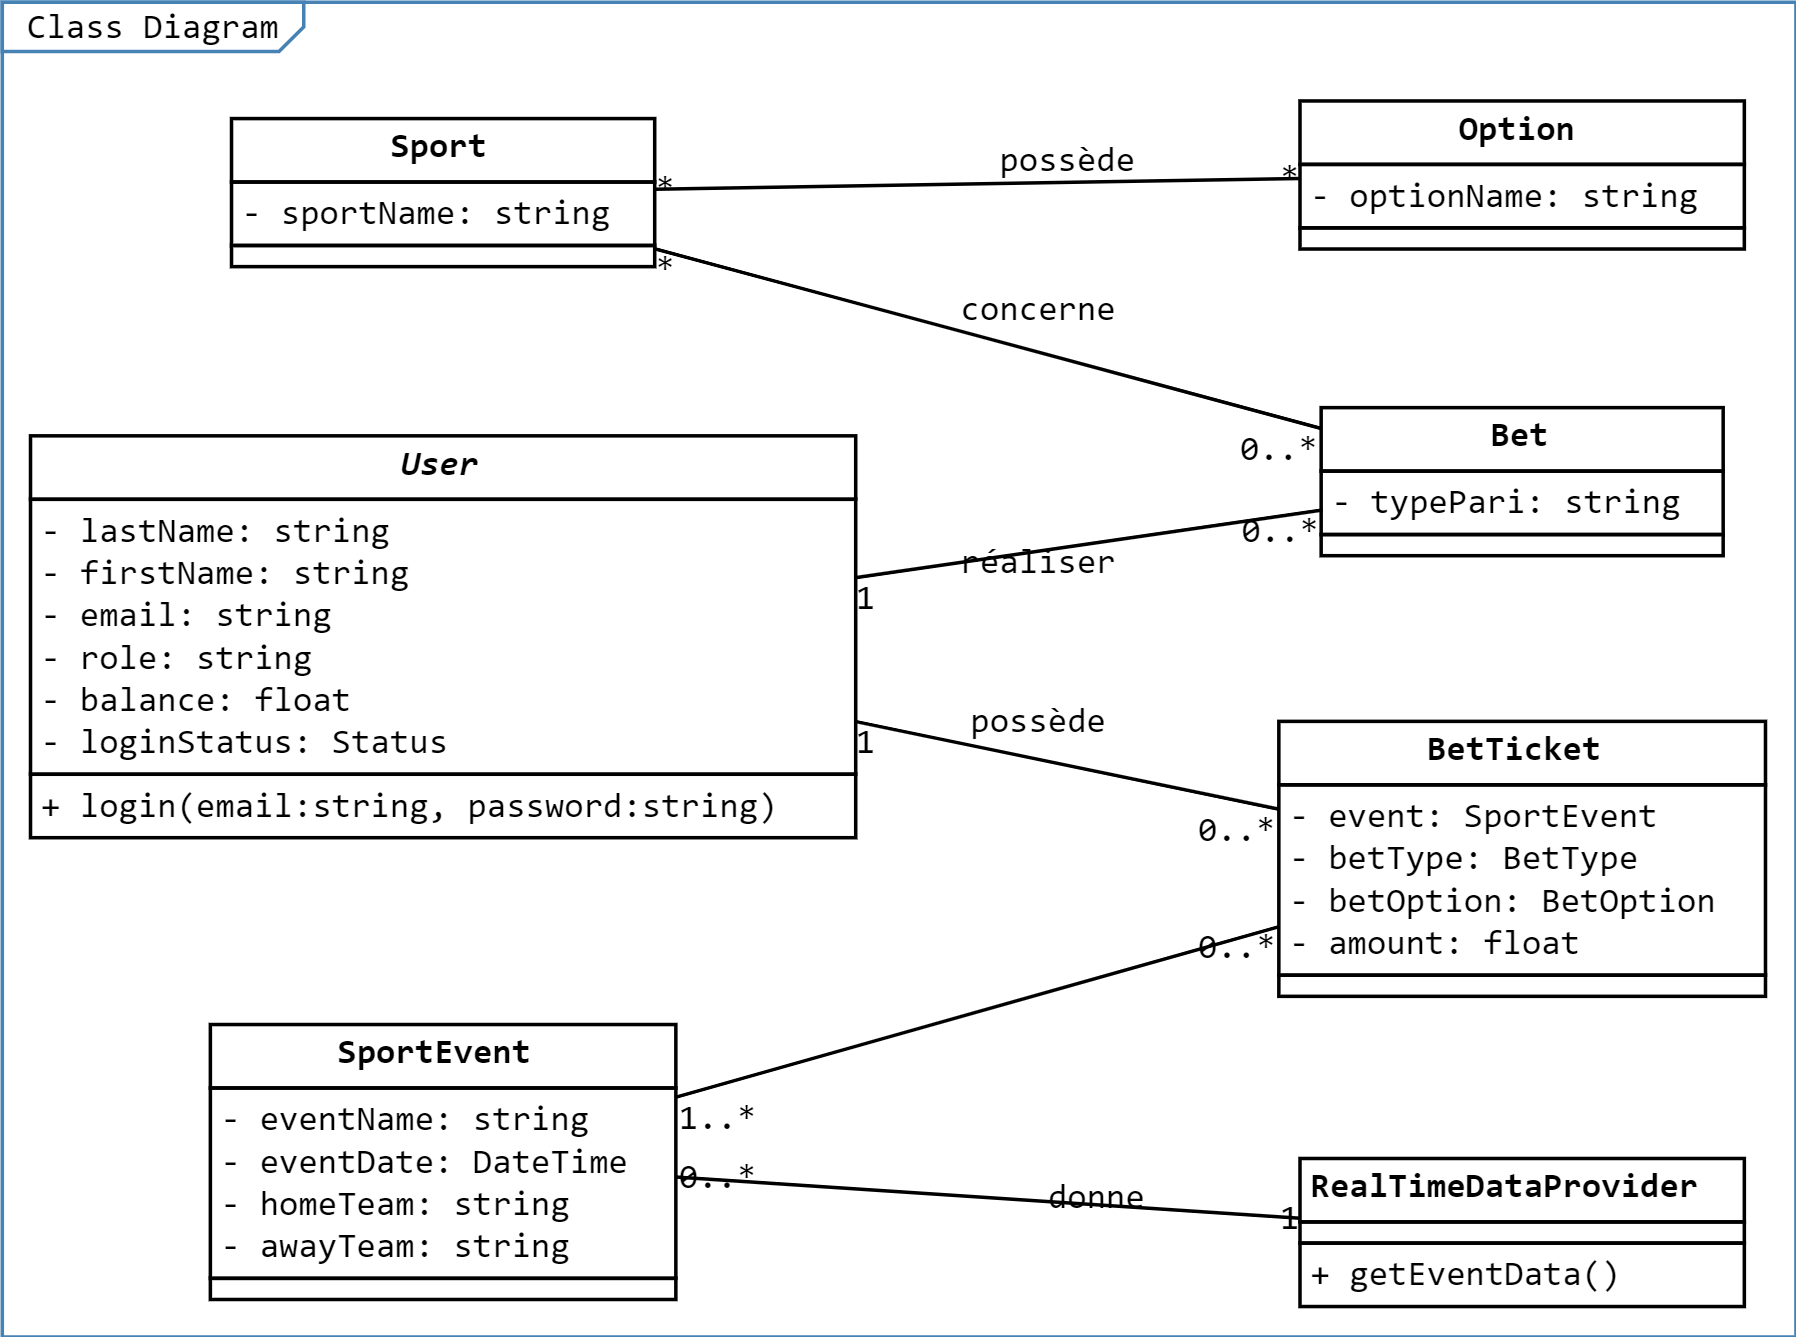 Class Diagram
Sport
- sportName: string
*
possède
*
Option
- optionName: string
*
concerne
0..*
Bet
- typePari: string
User
- lastName: string
- firstName: string
- email: string
- role: string
- balance: float
- loginStatus: Status
+ login(email:string, password:string)
1
réaliser
0..*
1
possède
0..*
BetTicket
- event: SportEvent
- betType: BetType
- betOption: BetOption
- amount: float
0..*
1..*
SportEvent
- eventName: string
- eventDate: DateTime
- homeTeam: string
- awayTeam: string
0..*
donne
1
RealTimeDataProvider
+ getEventData()